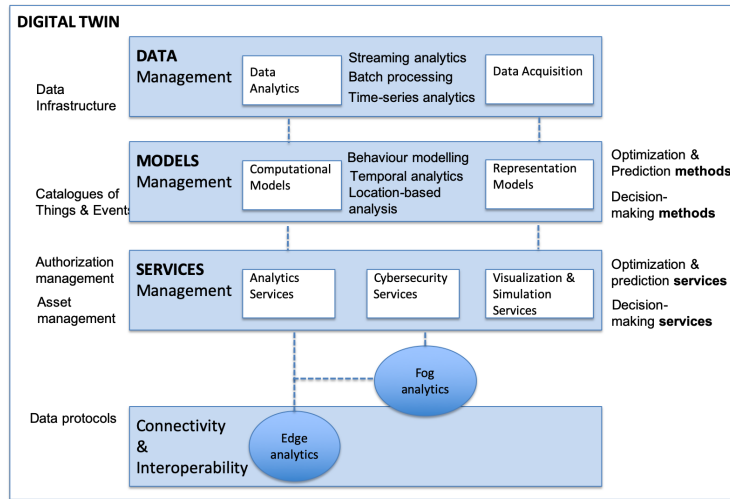 DIGITAL TWIN
DATA
Management
Data
Analytics
Streaming analytics
Batch processing
Time-series analytics
Data Acquisition
Data
Infrastructure
MODELS
Management
Computational
Models
Behaviour modelling
Temporal analytics
Location-based
analysis
Representation
Models
Optimization &
Prediction methods
Decision-
making methods
Catalogues of
Things & Events
Authorization
management
Asset
management
SERVICES
Management
Analytics
Services
Cybersecurity
Services
Visualization &
Simulation
Services
Optimization &
prediction services
Decision-
making services
Fog
analytics
Data protocols
Connectivity
&
Interoperability
Edge
analytics